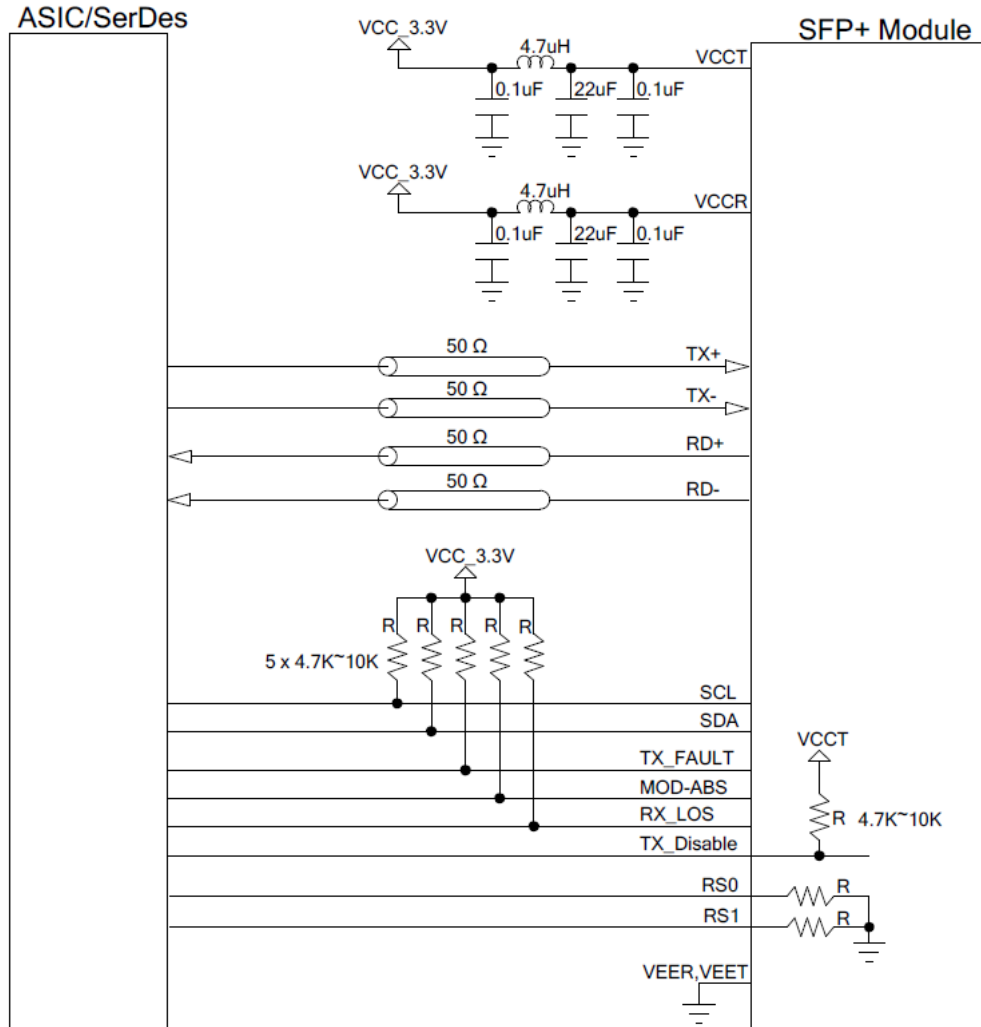 ASIC/SerDes
SFP+ Module
VCC_3.3V
4.7uH
VCCT
0.1uF
22uF
0.1uF
VCC_3.3V
4.7uH
VCCR
0.1uF
22uF
0.1uF
50 Ω
TX+
50 Ω
TX-
50 Ω
RD+
50 Ω
RD-
VCC_3.3V
R
R
R
R
R
5 x 4.7K~10K
SCL
SDA
VCCT
TX_FAULT
MOD-ABS
RX_LOS
R 4.7K~10K
TX_Disable
RS0
R
RS1
R
VEER,VEET